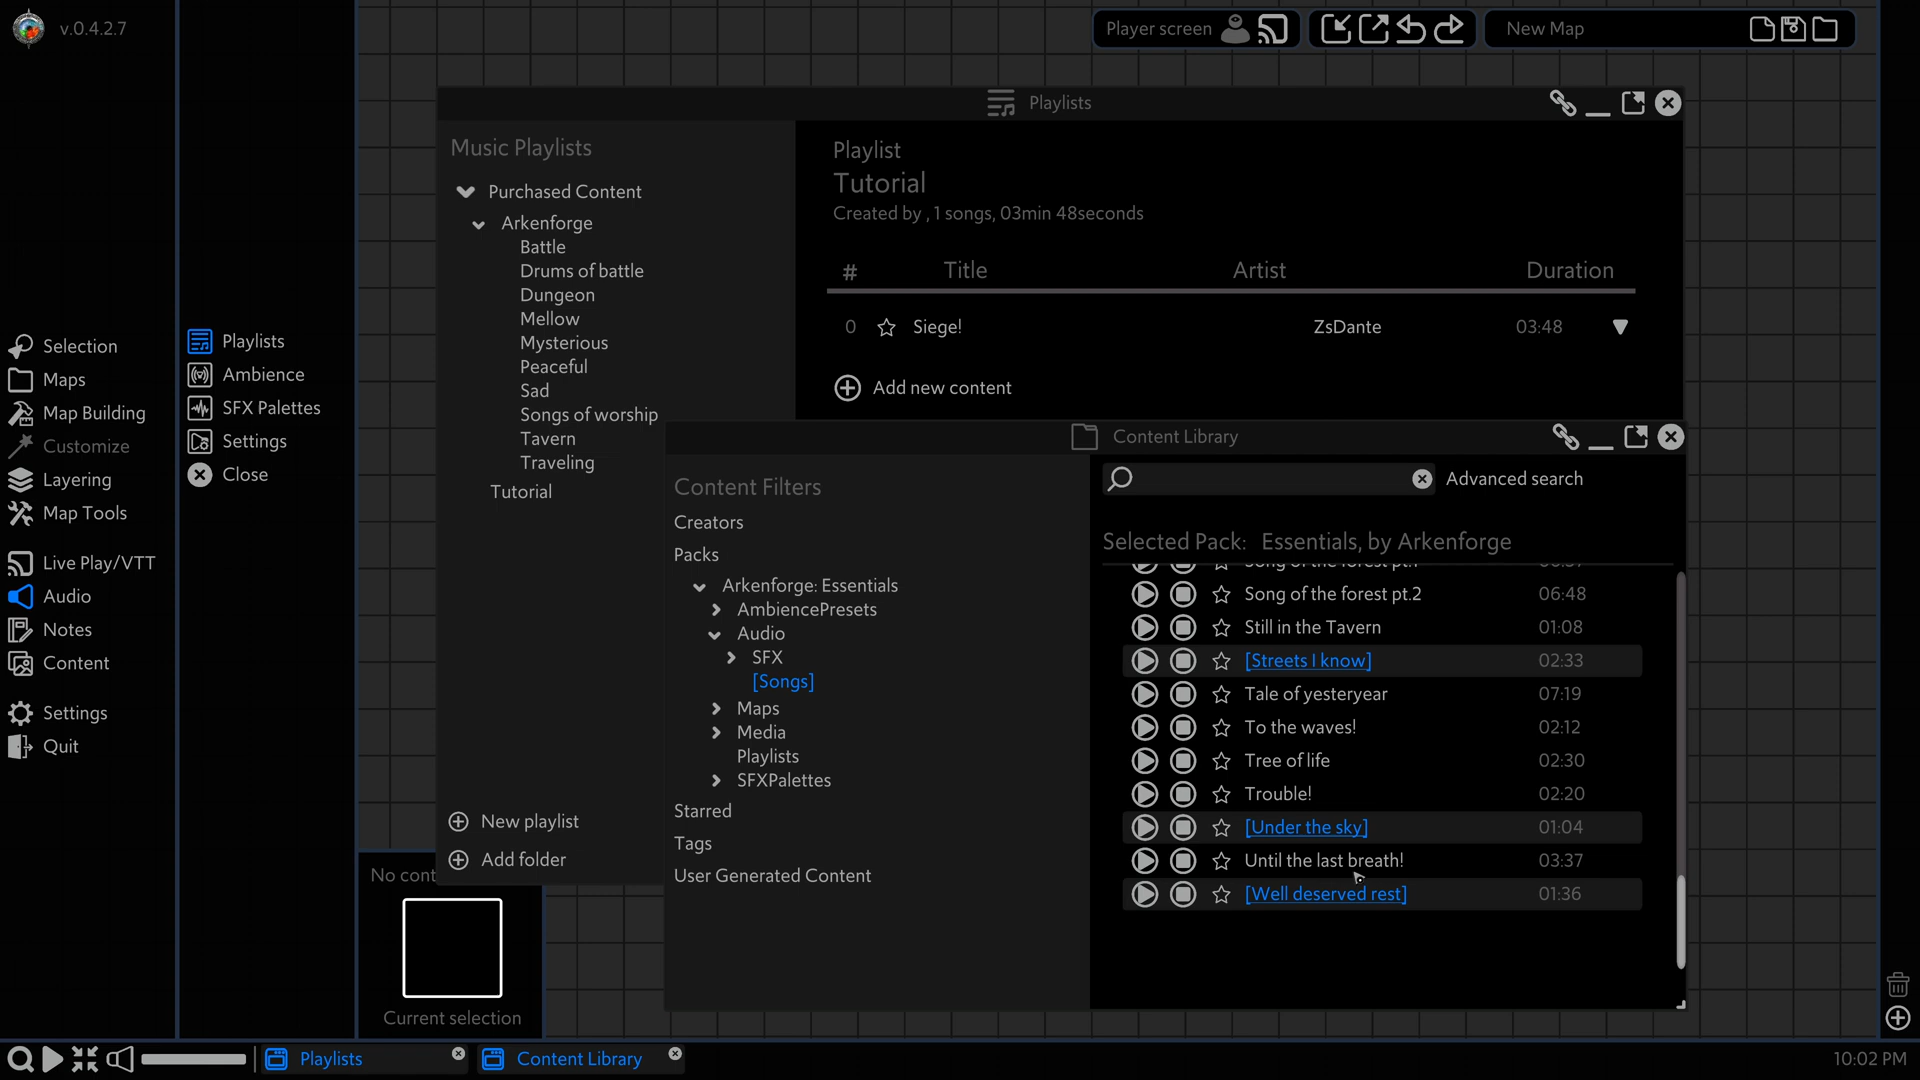 v.0.4.2.7
Player screen
New Map
Selection
Maps
Map Building
Customize
Layering
Map Tools
Live Play/VTT
Audio
Notes
Content
Settings
Quit
Playlists
Ambience
SFX Palettes
Settings
Close
Playlists
Music Playlists
Purchased Content
Arkenforge
Battle
Drums of battle
Dungeon
Mellow
Mysterious
Peaceful
Sad
Songs of worship
Tavern
Traveling
Tutorial
New playlist
Add folder
Playlist
Tutorial
Created by , 1 songs, 03min 48seconds
# Title Artist Duration
0 Siege! ZsDante 03:48
Add new content
Content Library
Content Filters
Creators
Packs
Arkenforge: Essentials
AmbiencePresets
Audio
SFX
[Songs]
Maps
Media
Playlists
SFXPalettes
Starred
Tags
User Generated Content
Advanced search
Selected Pack: Essentials, by Arkenforge
Song of the forest pt.1
Song of the forest pt.2 06:48
Still in the Tavern 01:08
[Streets I know] 02:33
Tale of yesteryear 07:19
To the waves! 02:12
Tree of life 02:30
Trouble! 02:20
[Under the sky] 01:04
Until the last breath! 03:37
[Well deserved rest] 01:36
No cont
Current selection
Playlists
Content Library
10:02 PM